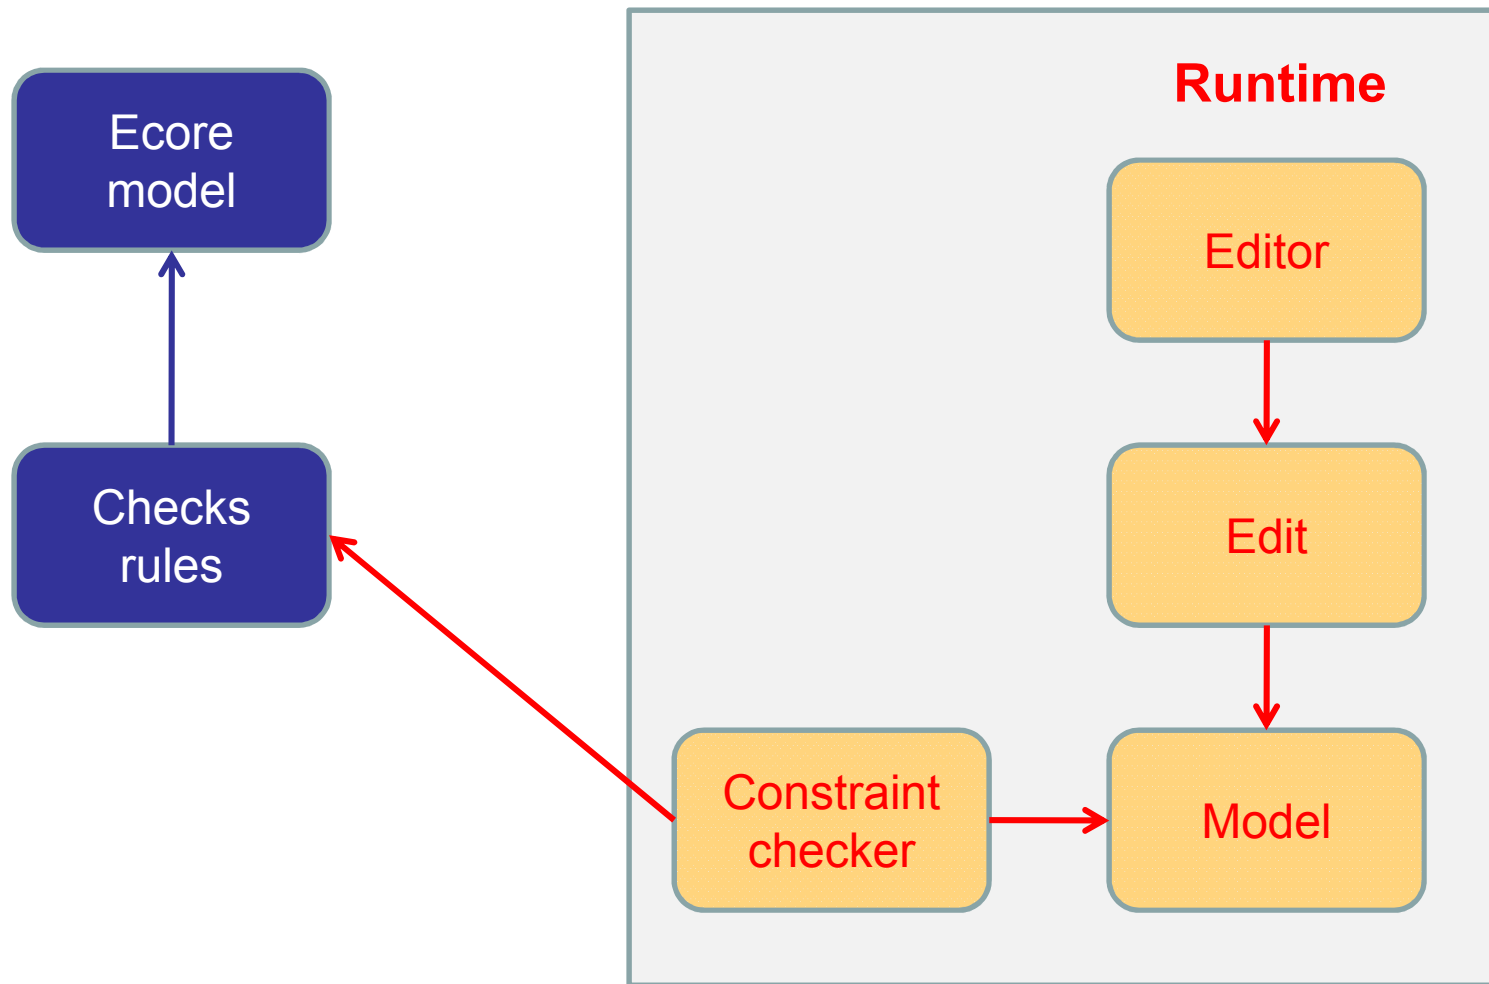 Runtime
Ecore
model
Editor
Checks
rules
Edit
Constraint
checker
Model